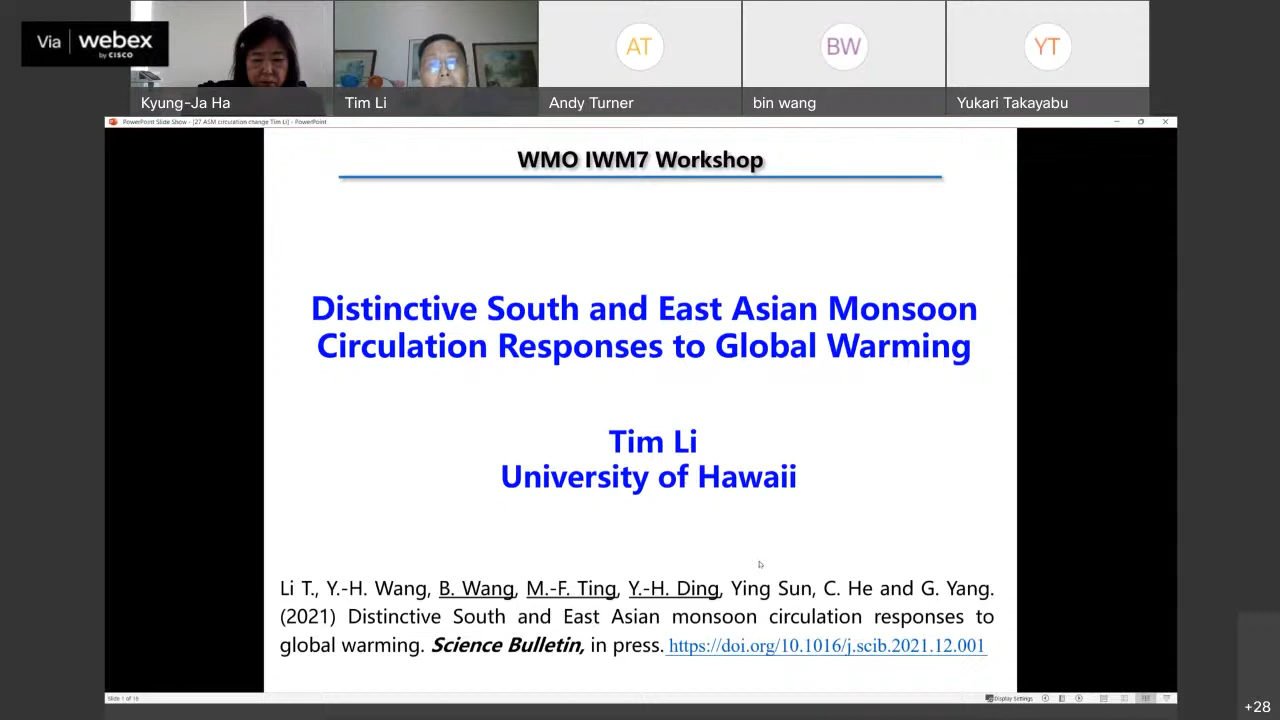 Via webex
by CISCO
AT
BW
YT
Kyung-Ja Ha
Tim Li
Andy Turner
bin wang
Yukari Takayabu
PowerPoint Slide Show - [27 ASM circulation change Tim Li] - PowerPoint
WMO IWM7 Workshop
Distinctive South and East Asian Monsoon
Circulation Responses to Global Warming
Tim Li
University of Hawaii
Li T., Y.-H. Wang, B. Wang, M.-F. Ting, Y.-H. Ding, Ying Sun, C. He and G. Yang.
(2021) Distinctive South and East Asian monsoon circulation responses to
global warming. Science Bulletin, in press. https://doi.org/10.1016/j.scib.2021.12.001
Display Settings
+28